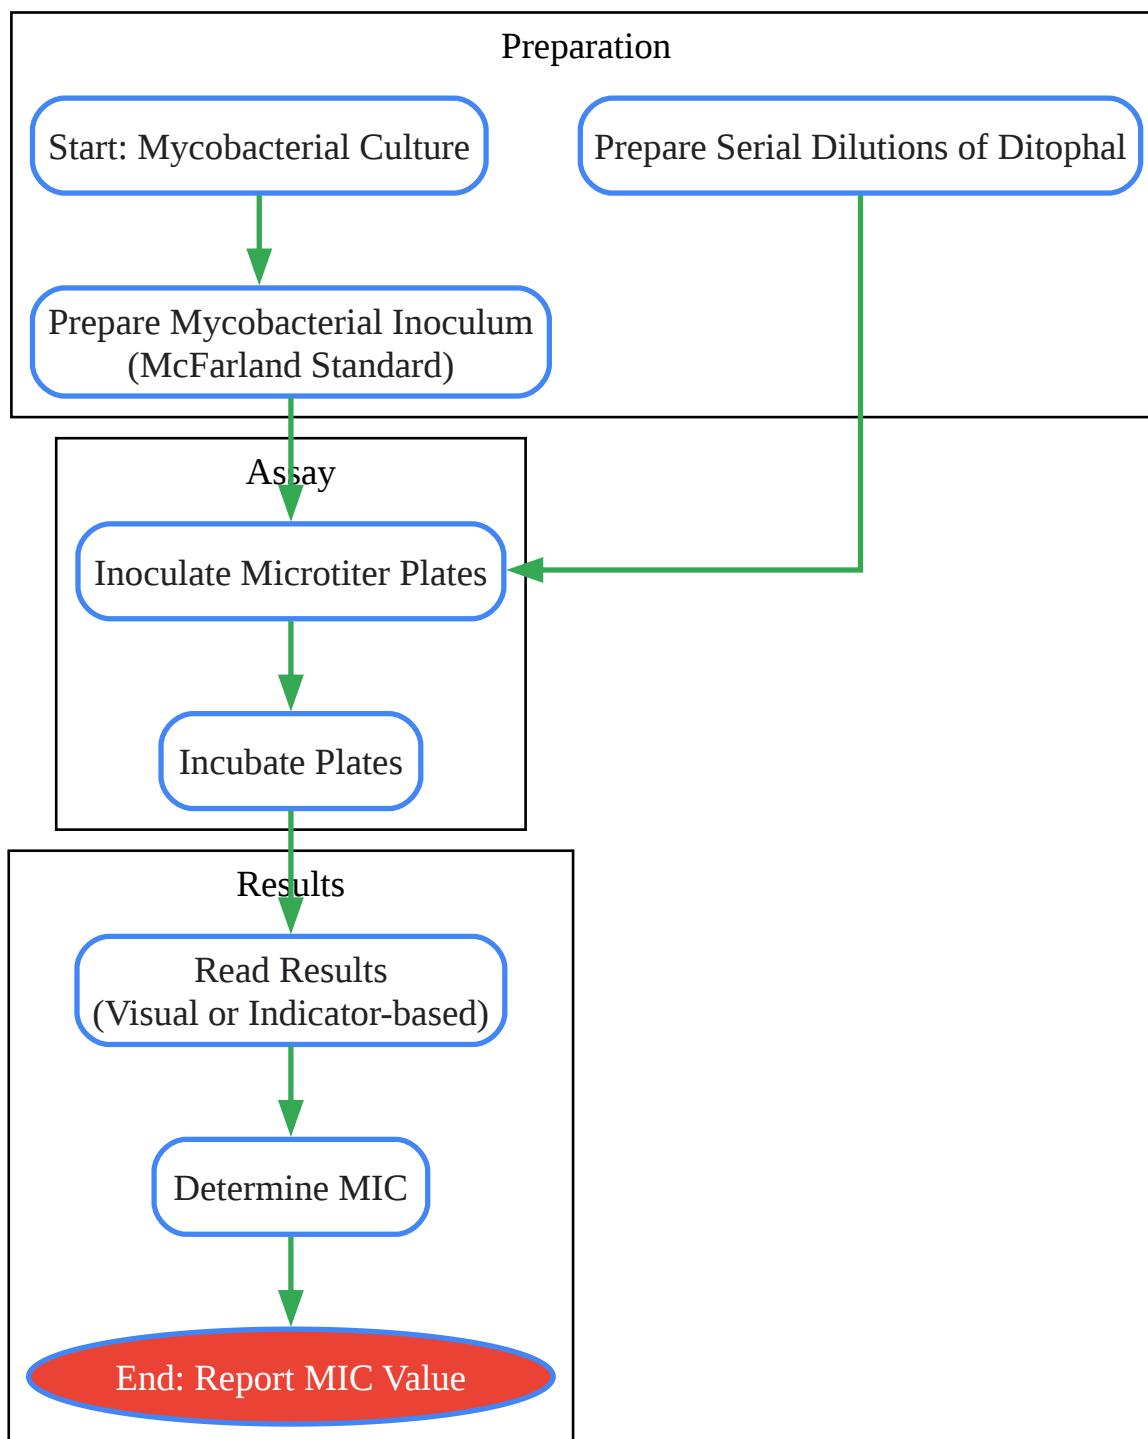 Preparation
Start: Mycobacterial Culture
Prepare Serial Dilutions of Ditophal
Prepare Mycobacterial Inoculum
(McFarland Standard)
Assay
Inoculate Microtiter Plates
Incubate Plates
Results
Read Results
(Visual or Indicator-based)
Determine MIC
End: Report MIC Value